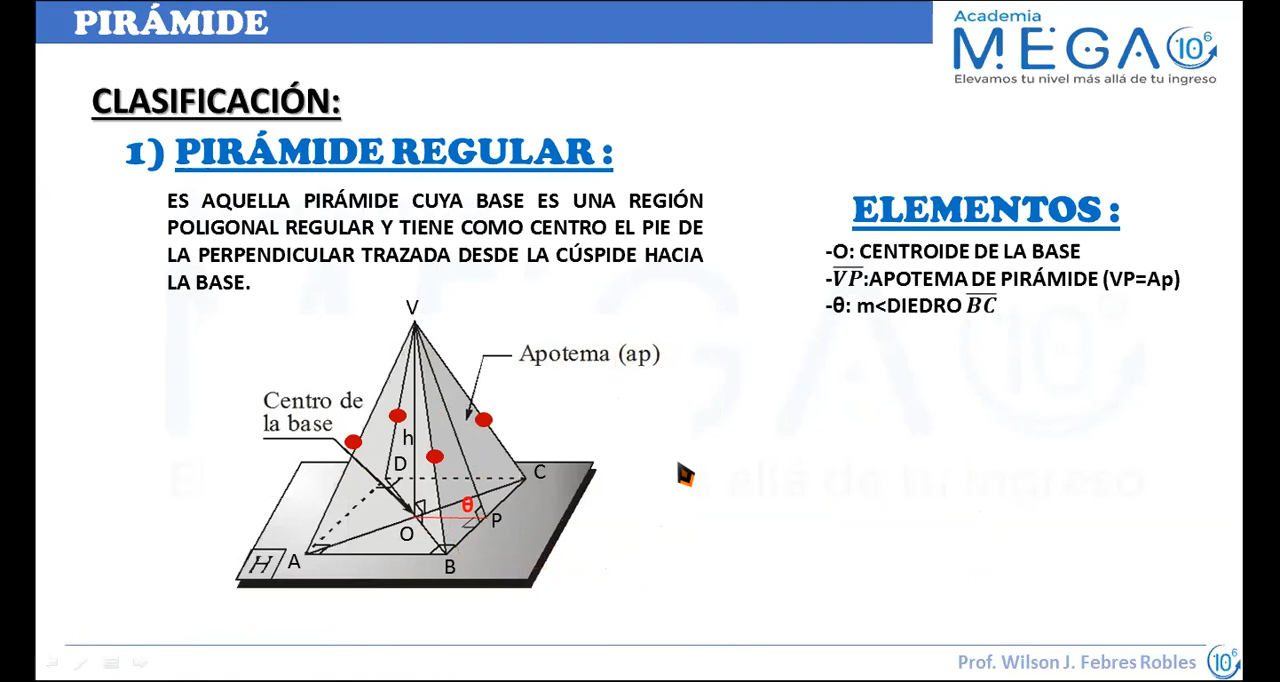 PIRÁMIDE
Academia
MEGA 10⁶
Elevamos tu nivel más allá de tu ingreso
CLASIFICACIÓN:
1) PIRÁMIDE REGULAR :
ES AQUELLA PIRÁMIDE CUYA BASE ES UNA REGIÓN
POLIGONAL REGULAR Y TIENE COMO CENTRO EL PIE DE
LA PERPENDICULAR TRAZADA DESDE LA CÚSPIDE HACIA
LA BASE.
ELEMENTOS :
-O: CENTROIDE DE LA BASE
-V̅P̅:APOTEMA DE PIRÁMIDE (VP=Ap)
-θ: m<DIEDRO B̅C̅
V
Apotema (ap)
Centro de
la base
h
D
C
θ
P
O
H
A
B
Prof. Wilson J. Febres Robles
10⁶